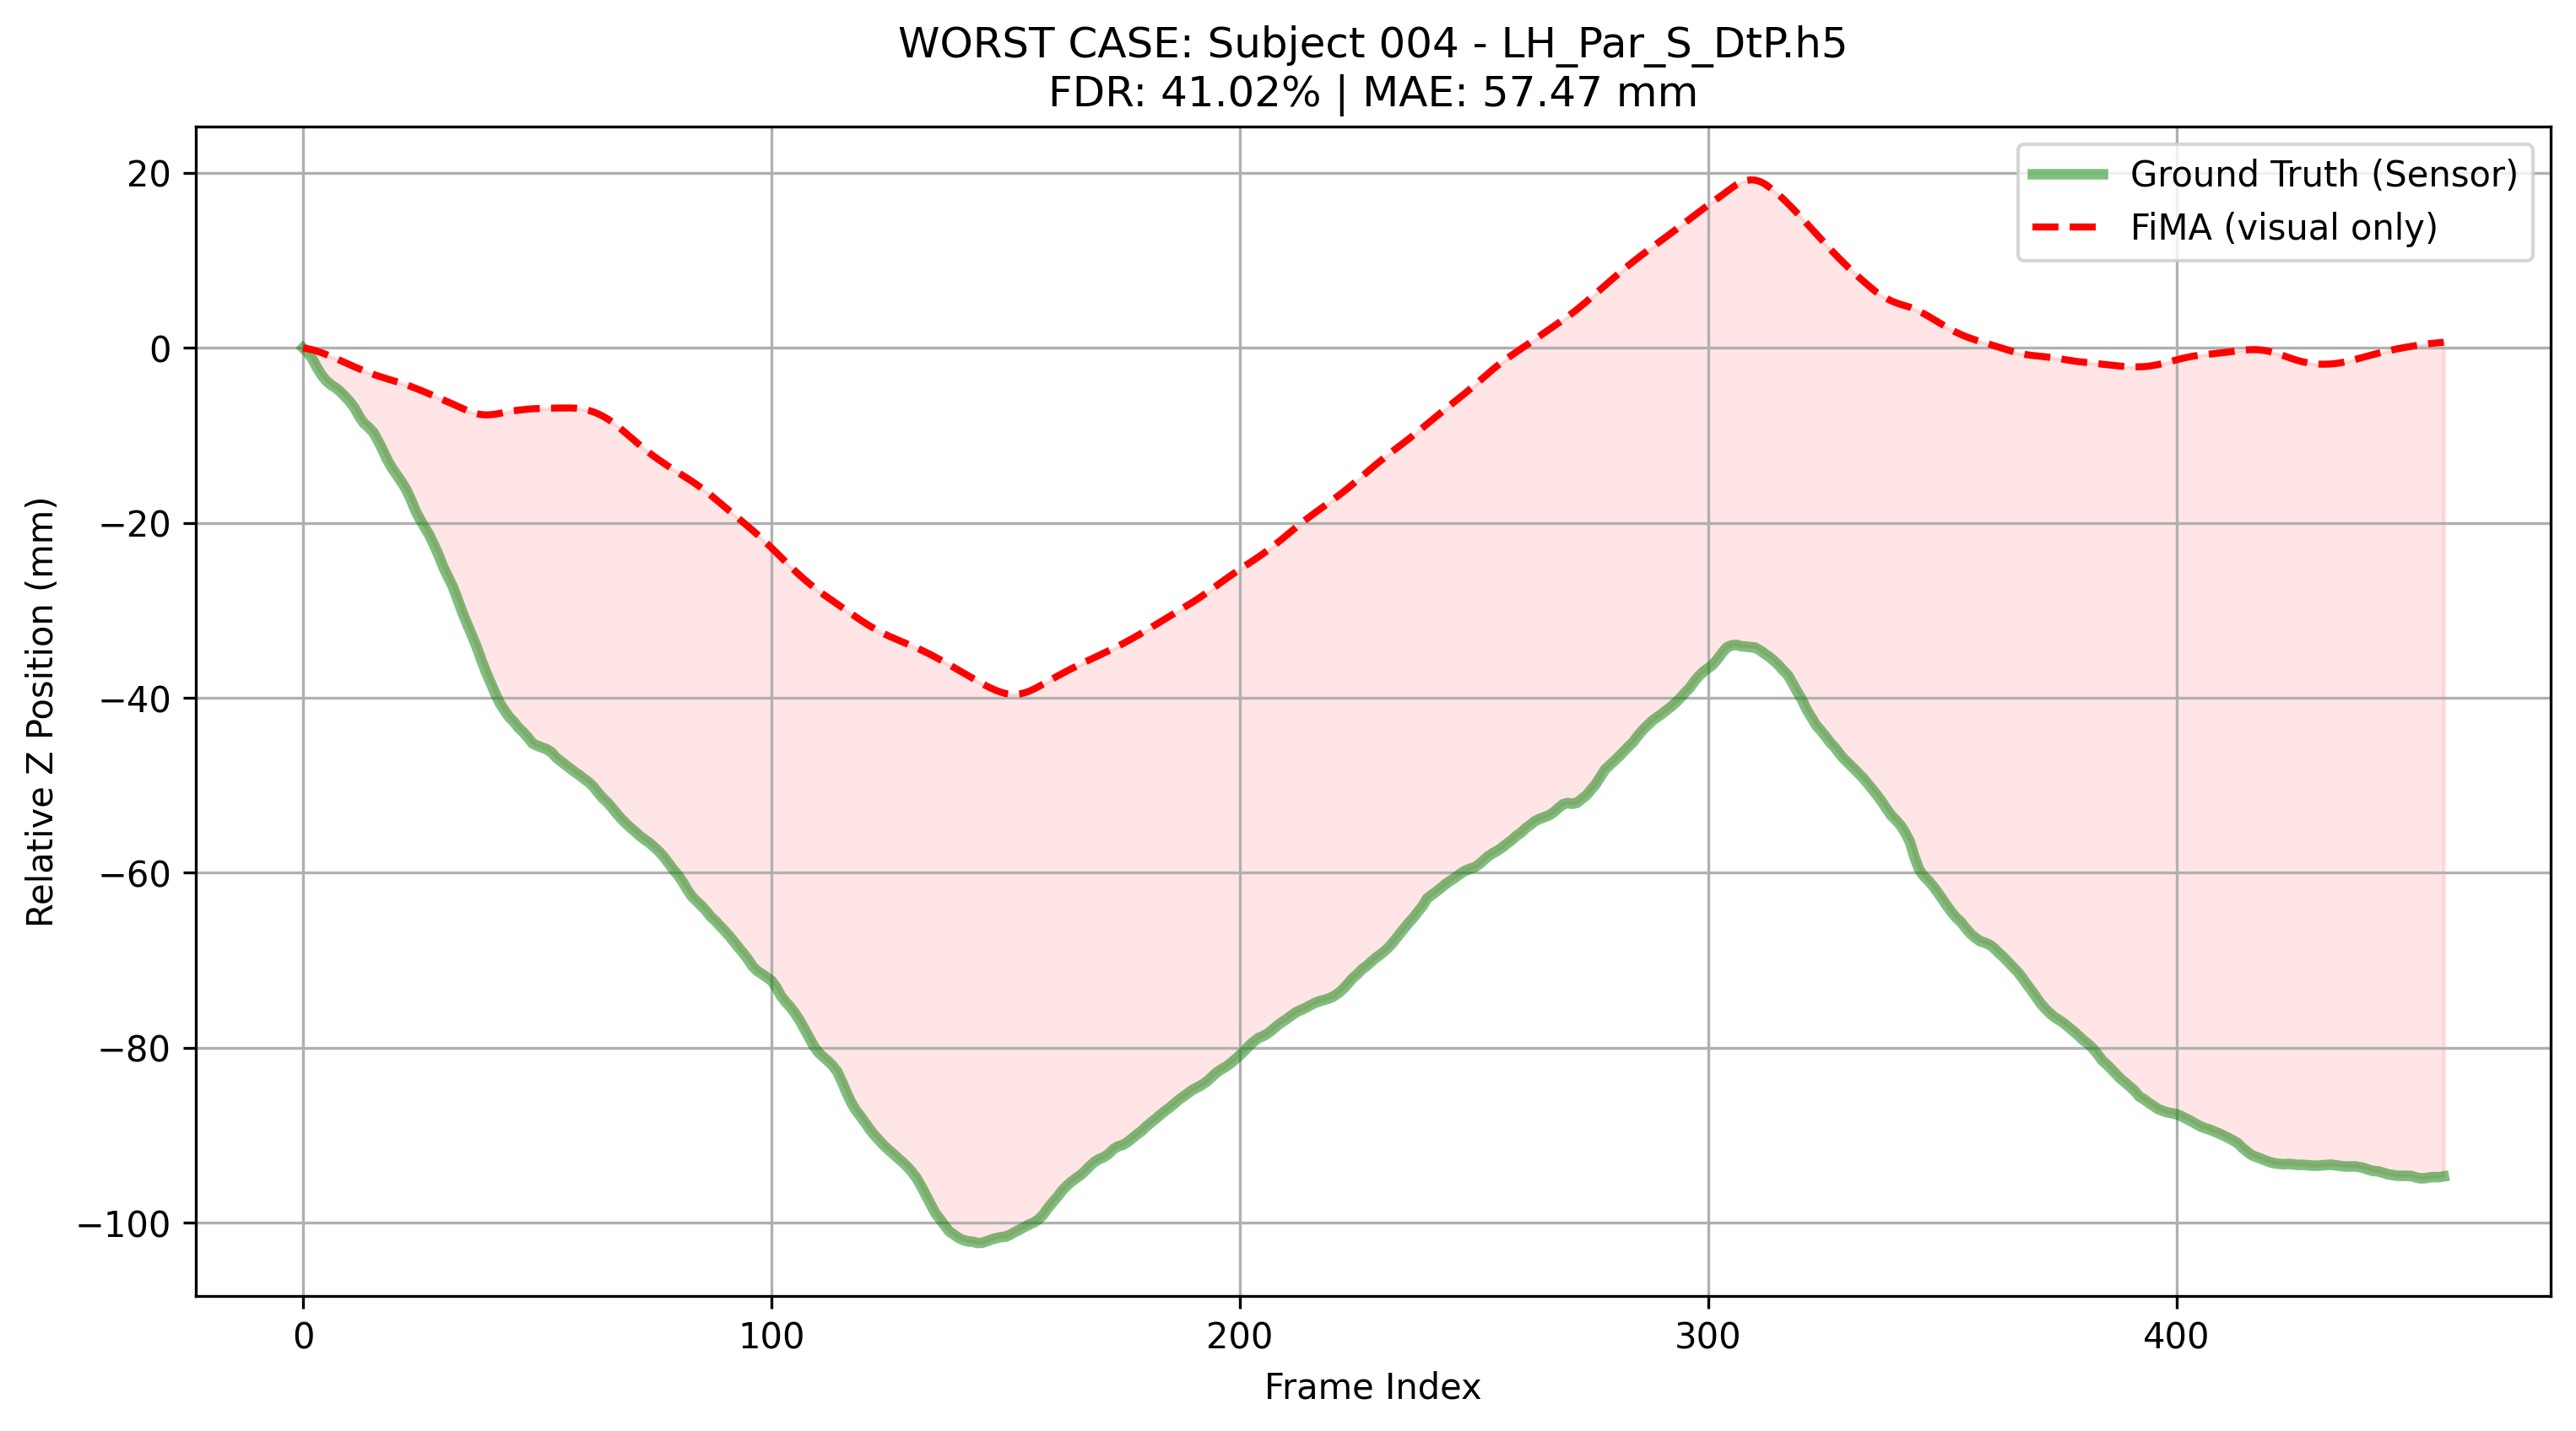 WORST CASE: Subject 004 - LH_Par_S_DtP.h5
FDR: 41.02% | MAE: 57.47 mm
Ground Truth (Sensor)
FiMA (visual only)
Relative Z Position (mm)
20
0
−20
−40
−60
−80
−100
0
100
200
300
400
Frame Index